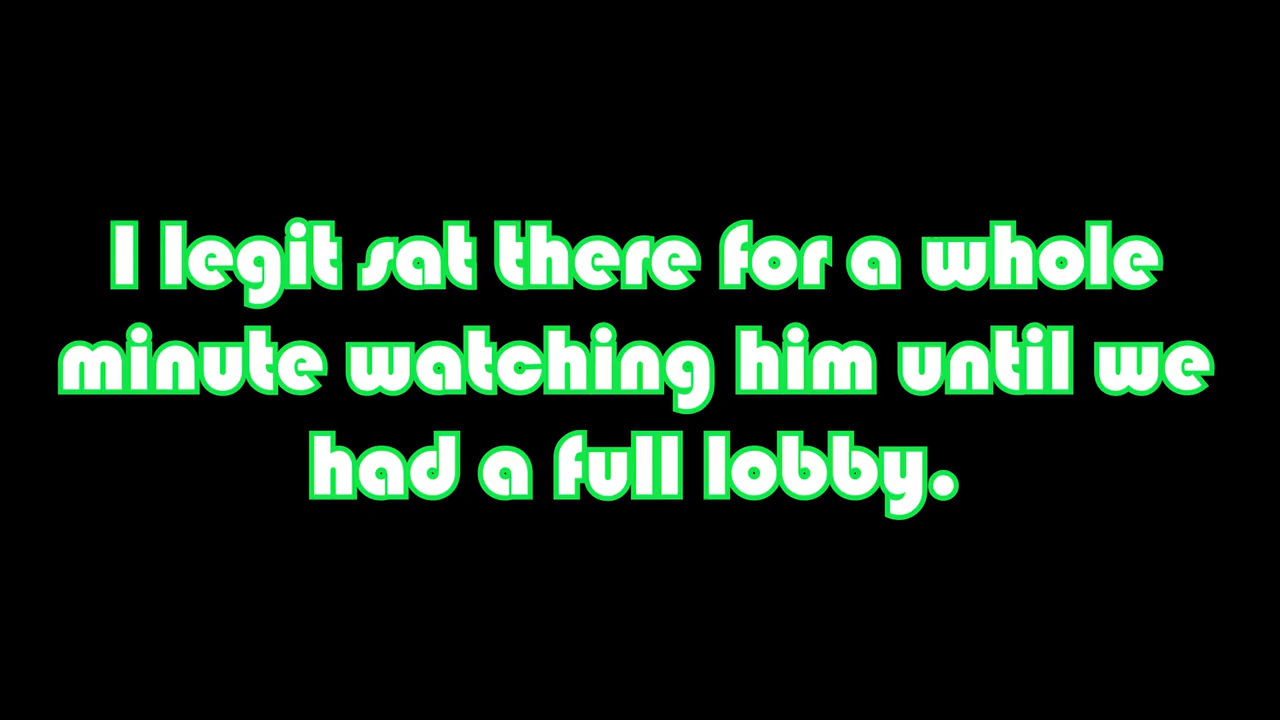 I legit sat there for a whole
minute watching him until we
had a full lobby.